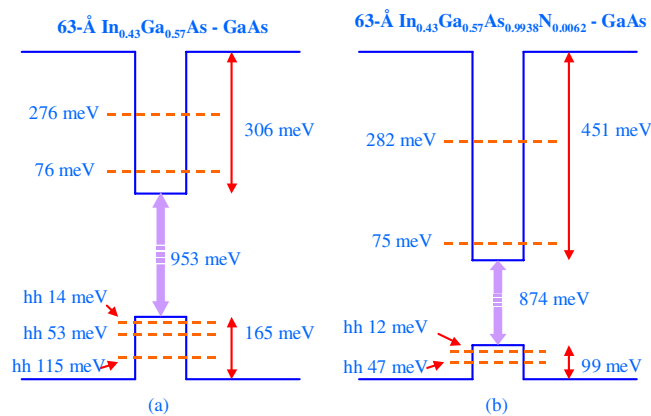 63-Å In₀.₄₃Ga₀.₅₇As - GaAs
276 meV
306 meV
76 meV
953 meV
hh 14 meV
hh 53 meV
165 meV
hh 115 meV
(a)
63-Å In₀.₄₃Ga₀.₅₇As₀.₉₉₃₈N₀.₀₀₆₂ - GaAs
451 meV
282 meV
75 meV
874 meV
hh 12 meV
hh 47 meV
99 meV
(b)